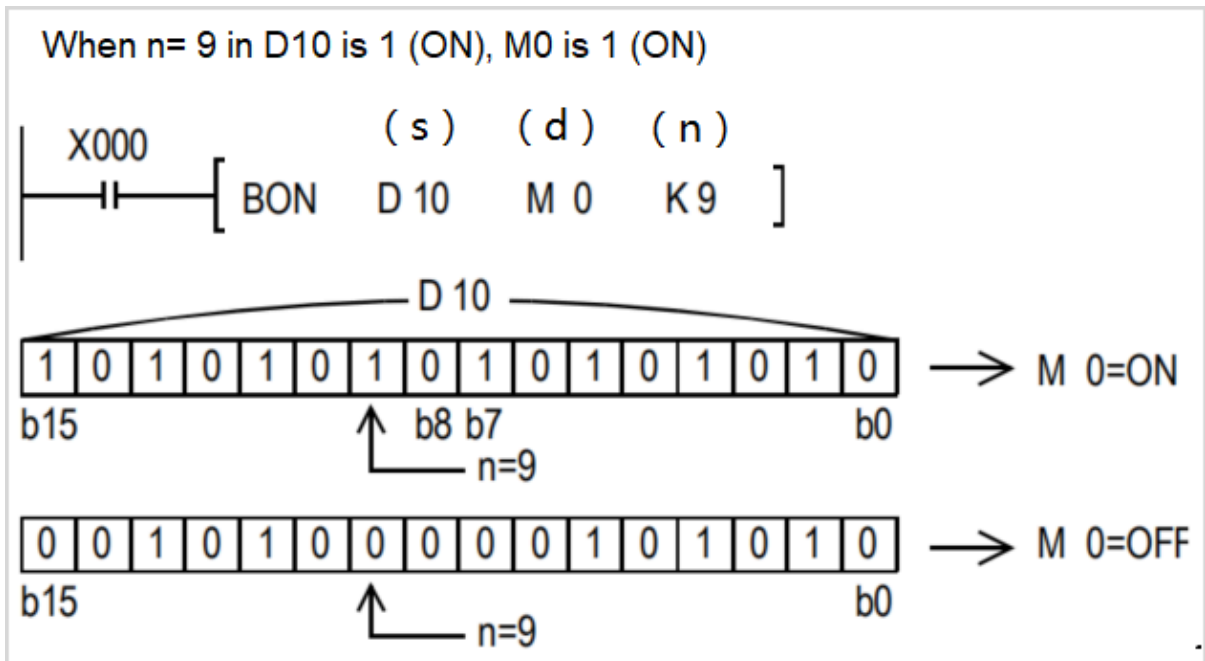 When n= 9 in D10 is 1 (ON), M0 is 1 (ON)
( s ) ( d ) ( n )
X000
BON D 10 M 0 K 9
D 10
1 0 1 0 1 0 1 0 1 0 1 0 1 0 1 0 M 0=ON
b15 b8 b7 b0
n=9
0 0 1 0 1 0 0 0 0 0 1 0 1 0 1 0 M 0=OFF
b15 b0
n=9